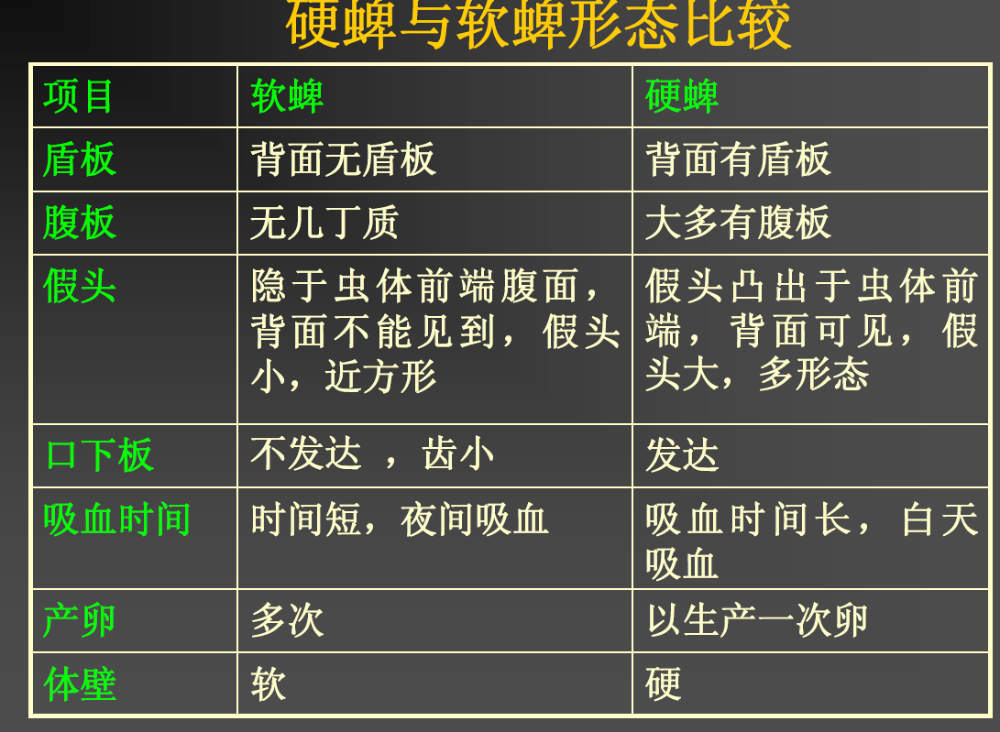 硬蜱与软蜱形态比较
项目 软蜱 硬蜱
盾板 背面无盾板 背面有盾板
腹板 无几丁质 大多有腹板
假头 隐于虫体前端腹面， 假头凸出于虫体前
背面不能见到，假头 端，背面可见，假
小，近方形 头大，多形态
口下板 不发达 ，齿小 发达
吸血时间 时间短，夜间吸血 吸血时间长，白天
吸血
产卵 多次 以生产一次卵
体壁 软 硬